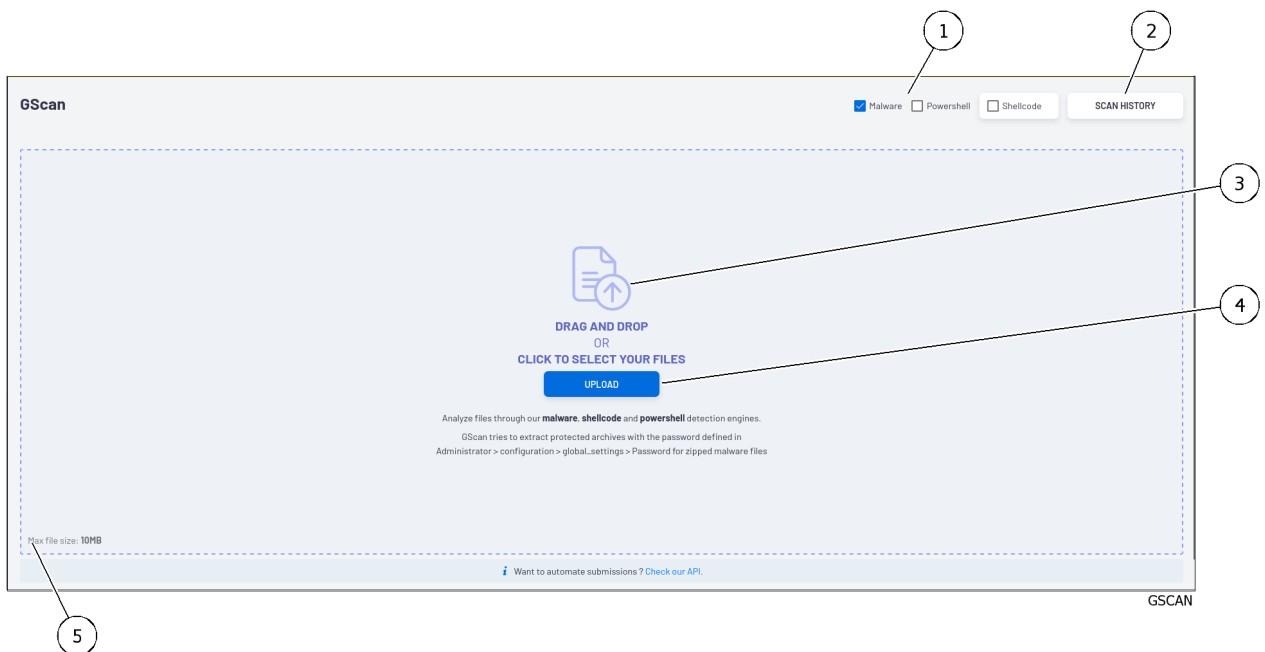 1
2
GScan
Malware
Powershell
Shellcode
SCAN HISTORY
3
4
DRAG AND DROP
OR
CLICK TO SELECT YOUR FILES
UPLOAD
Analyze files through our malware, shellcode and powershell detection engines.
GScan tries to extract protected archives with the password defined in
Administrator > configuration > global_settings > Password for zipped malware files
Max file size: 10MB
i Want to automate submissions ? Check our API.
GSCAN
5